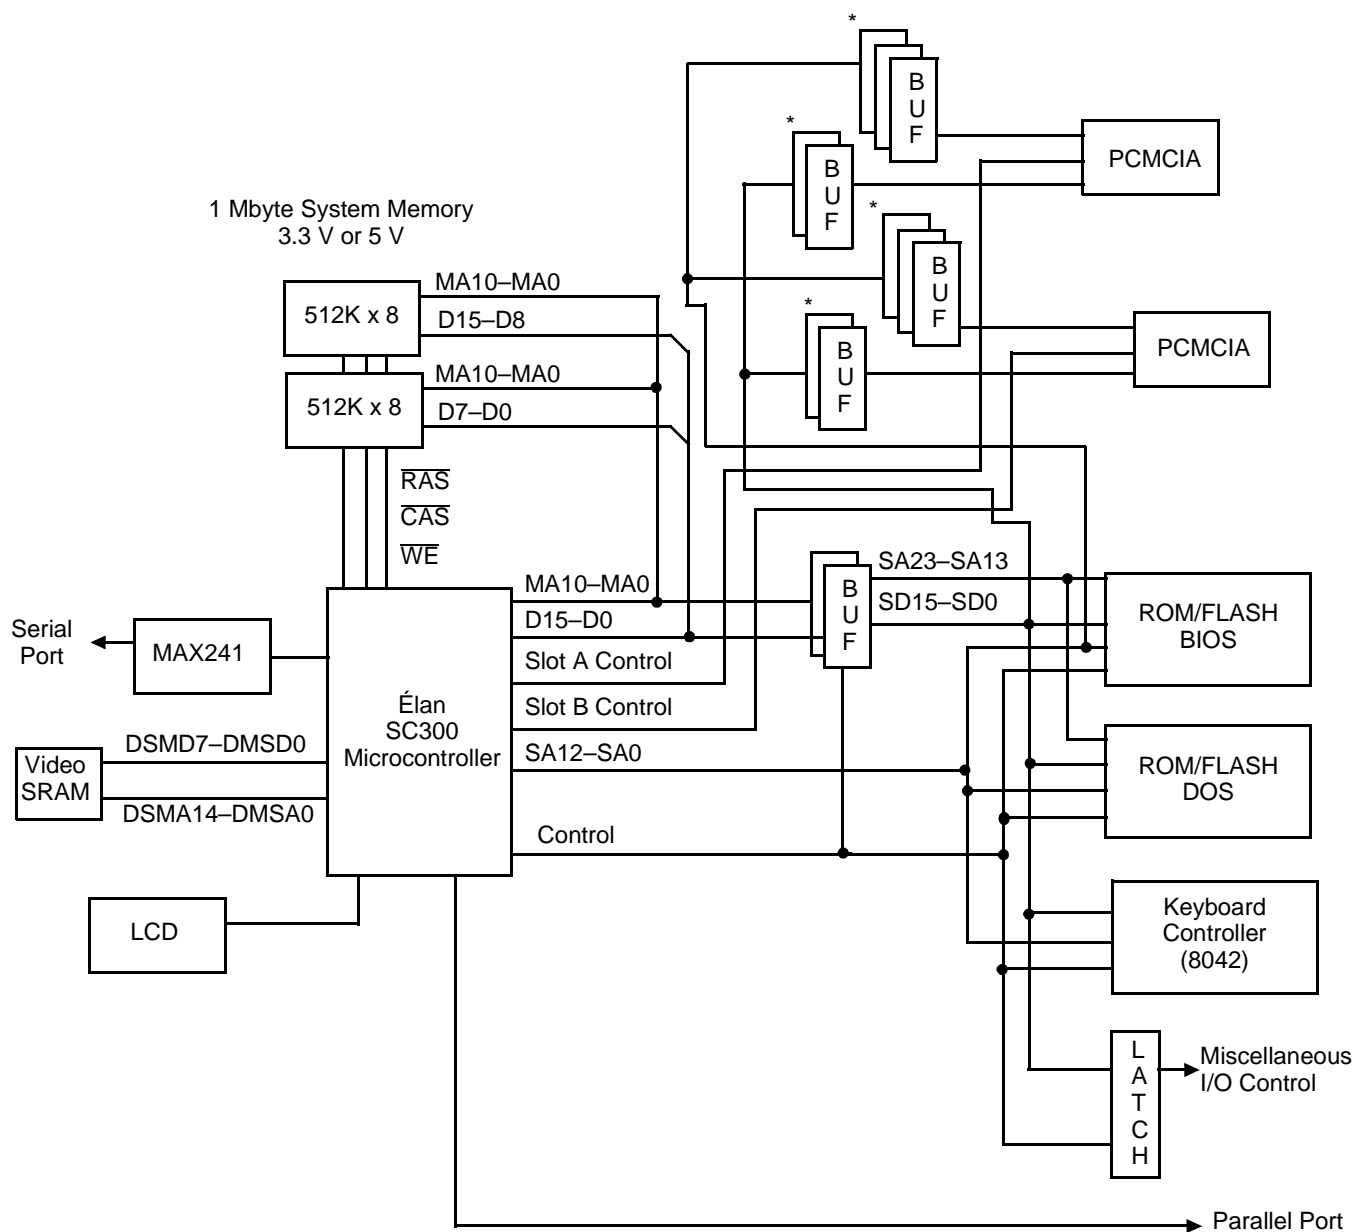 *
B
U
F
*
B
U
F
PCMCIA
1 Mbyte System Memory
3.3 V or 5 V
*
B
U
F
MA10–MA0
512K x 8
D15–D8
*
B
U
F
PCMCIA
MA10–MA0
512K x 8
D7–D0
RAS
CAS
WE
MA10–MA0
D15–D0
Slot A Control
Slot B Control
SA12–SA0
Control
B
U
F
SA23–SA13
SD15–SD0
ROM/FLASH
BIOS
Serial
Port
MAX241
Élan
SC300
Microcontroller
DSMD7–DMSD0
Video
SRAM
DSMA14–DMSA0
ROM/FLASH
DOS
LCD
Keyboard
Controller
(8042)
L
A
T
C
H
Miscellaneous
I/O Control
Parallel Port